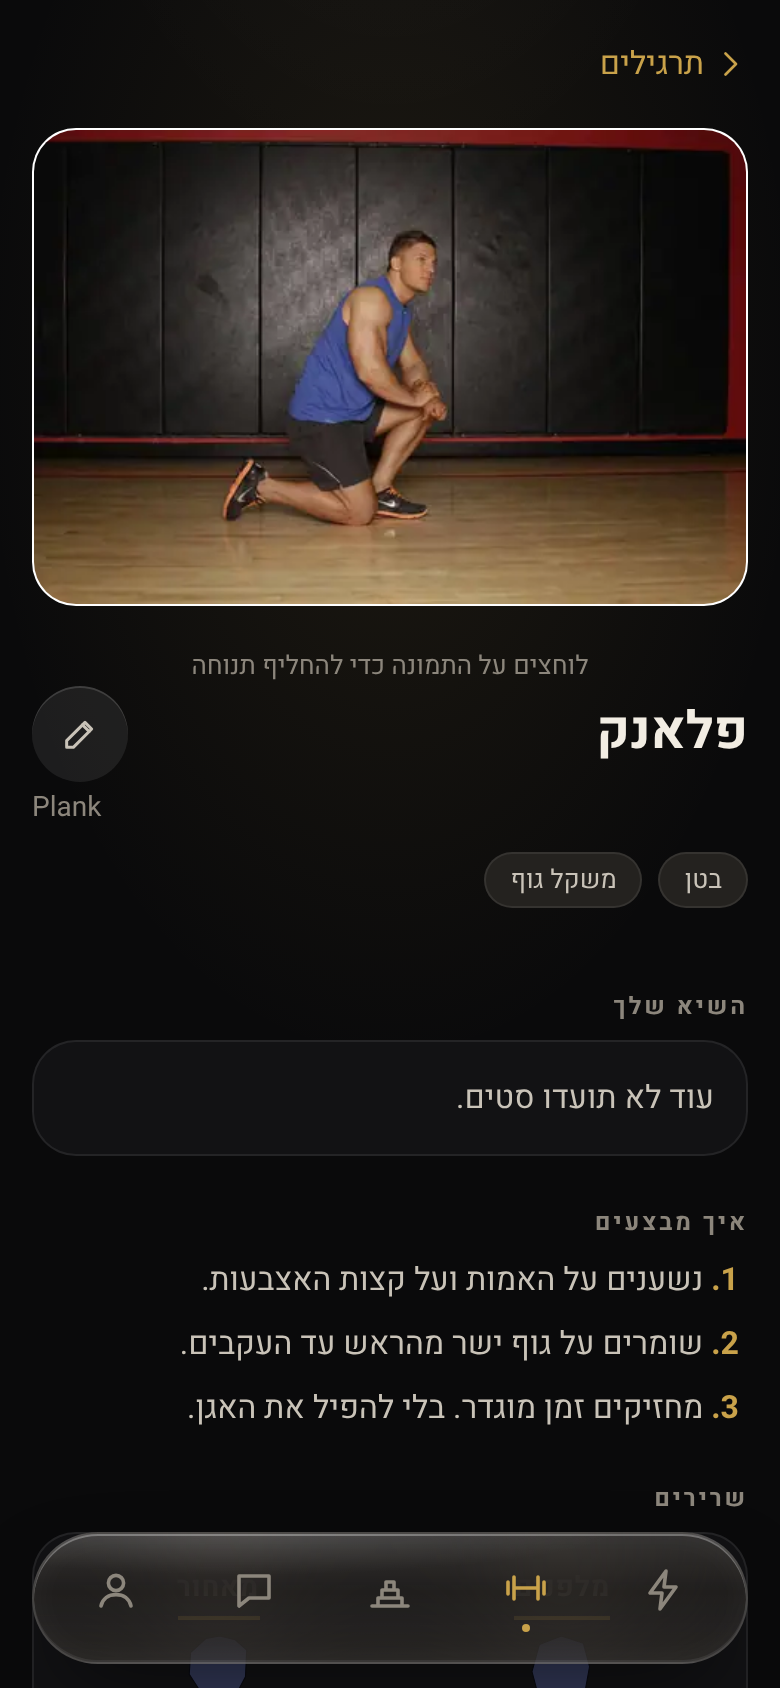 תרגילים
לוחצים על התמונה כדי להחליף תנוחה
פלאנק
Plank
בטן
משקל גוף
השיא שלך
עוד לא תועדו סטים.
איך מבצעים
1. נשענים על האמות ועל קצות האצבעות.
2. שומרים על גוף ישר מהראש עד העקבים.
3. מחזיקים זמן מוגדר. בלי להפיל את האגן.
שרירים